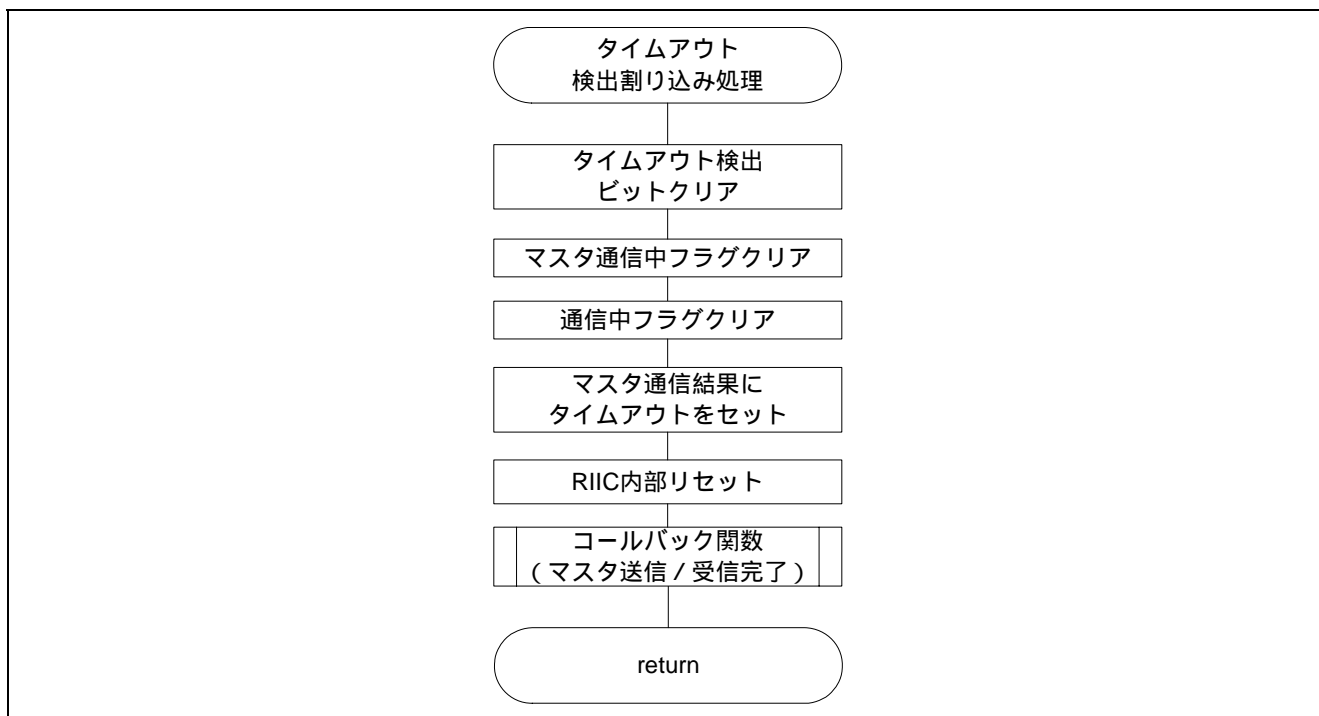 タイムアウト
検出割り込み処理
タイムアウト検出
ビットクリア
マスタ通信中フラグクリア
通信中フラグクリア
マスタ通信結果に
タイムアウトをセット
RIIC内部リセット
コールバック関数
（マスタ送信 / 受信完了）
return